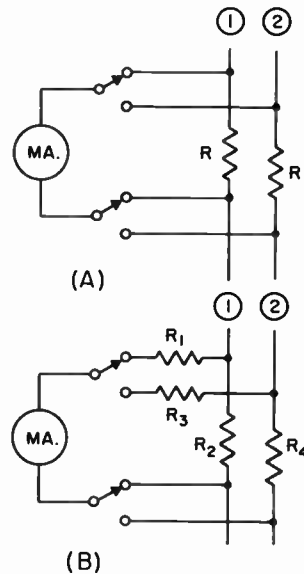 ① ②
MA.
R R
(A)
① ②
R1
R3
MA.
R2 R4
(B)